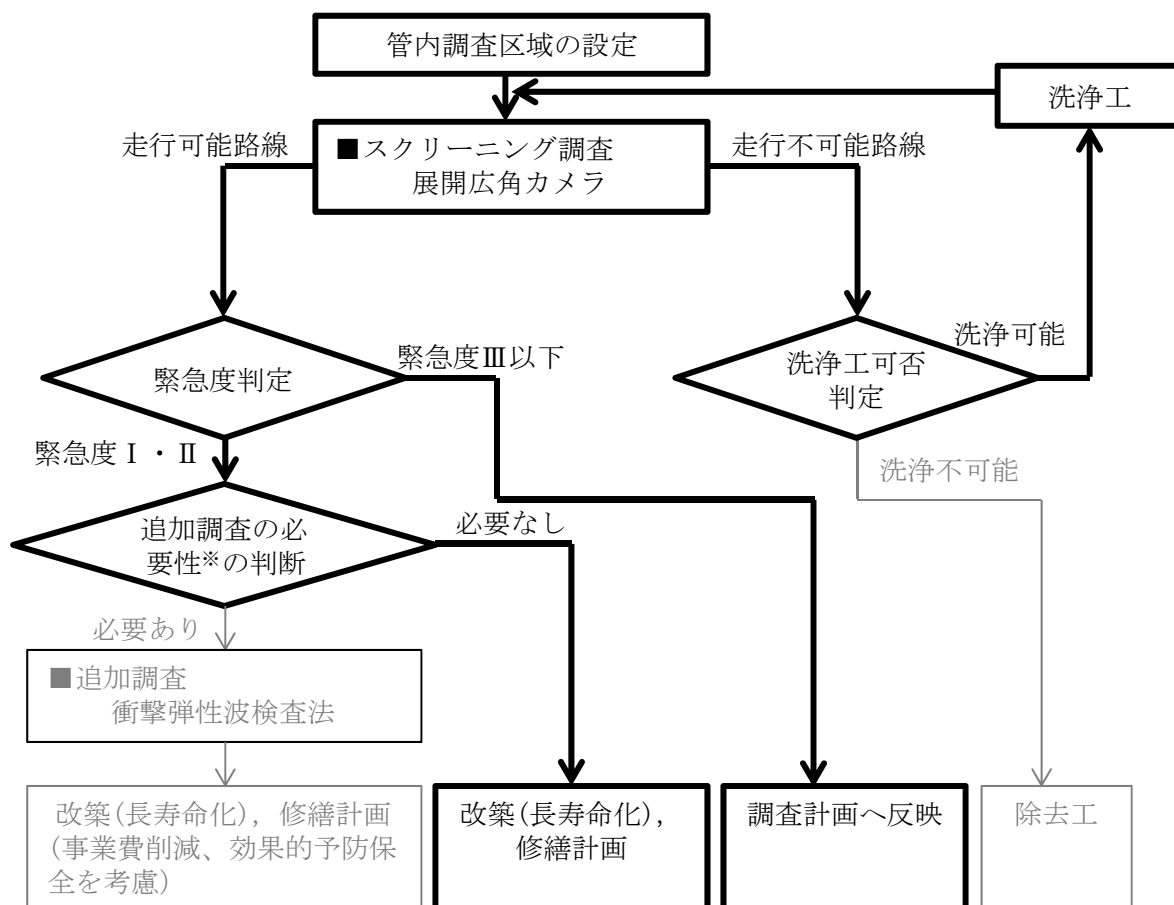 管内調査区域の設定
洗浄工
走行可能路線
■スクリーニング調査
展開広角カメラ
走行不可能路線
緊急度判定
緊急度Ⅲ以下
洗浄工可否
判定
洗浄可能
緊急度Ⅰ・Ⅱ
洗浄不可能
追加調査の必
要性※の判断
必要なし
必要あり
■追加調査
衝撃弾性波検査法
改築(長寿命化)，修繕計画
(事業費削減、効果的予防保
全を考慮)
改築(長寿命化)，
修繕計画
調査計画へ反映
除去工